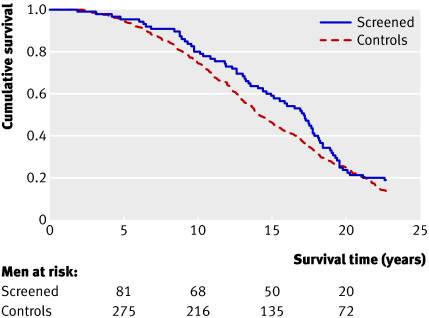 Cumulative survival
1.0
0.8
0.6
0.4
0.2
0
Screened
Controls
0 5 10 15 20 25
Survival time (years)
Men at risk:
Screened 81 68 50 20
Controls 275 216 135 72